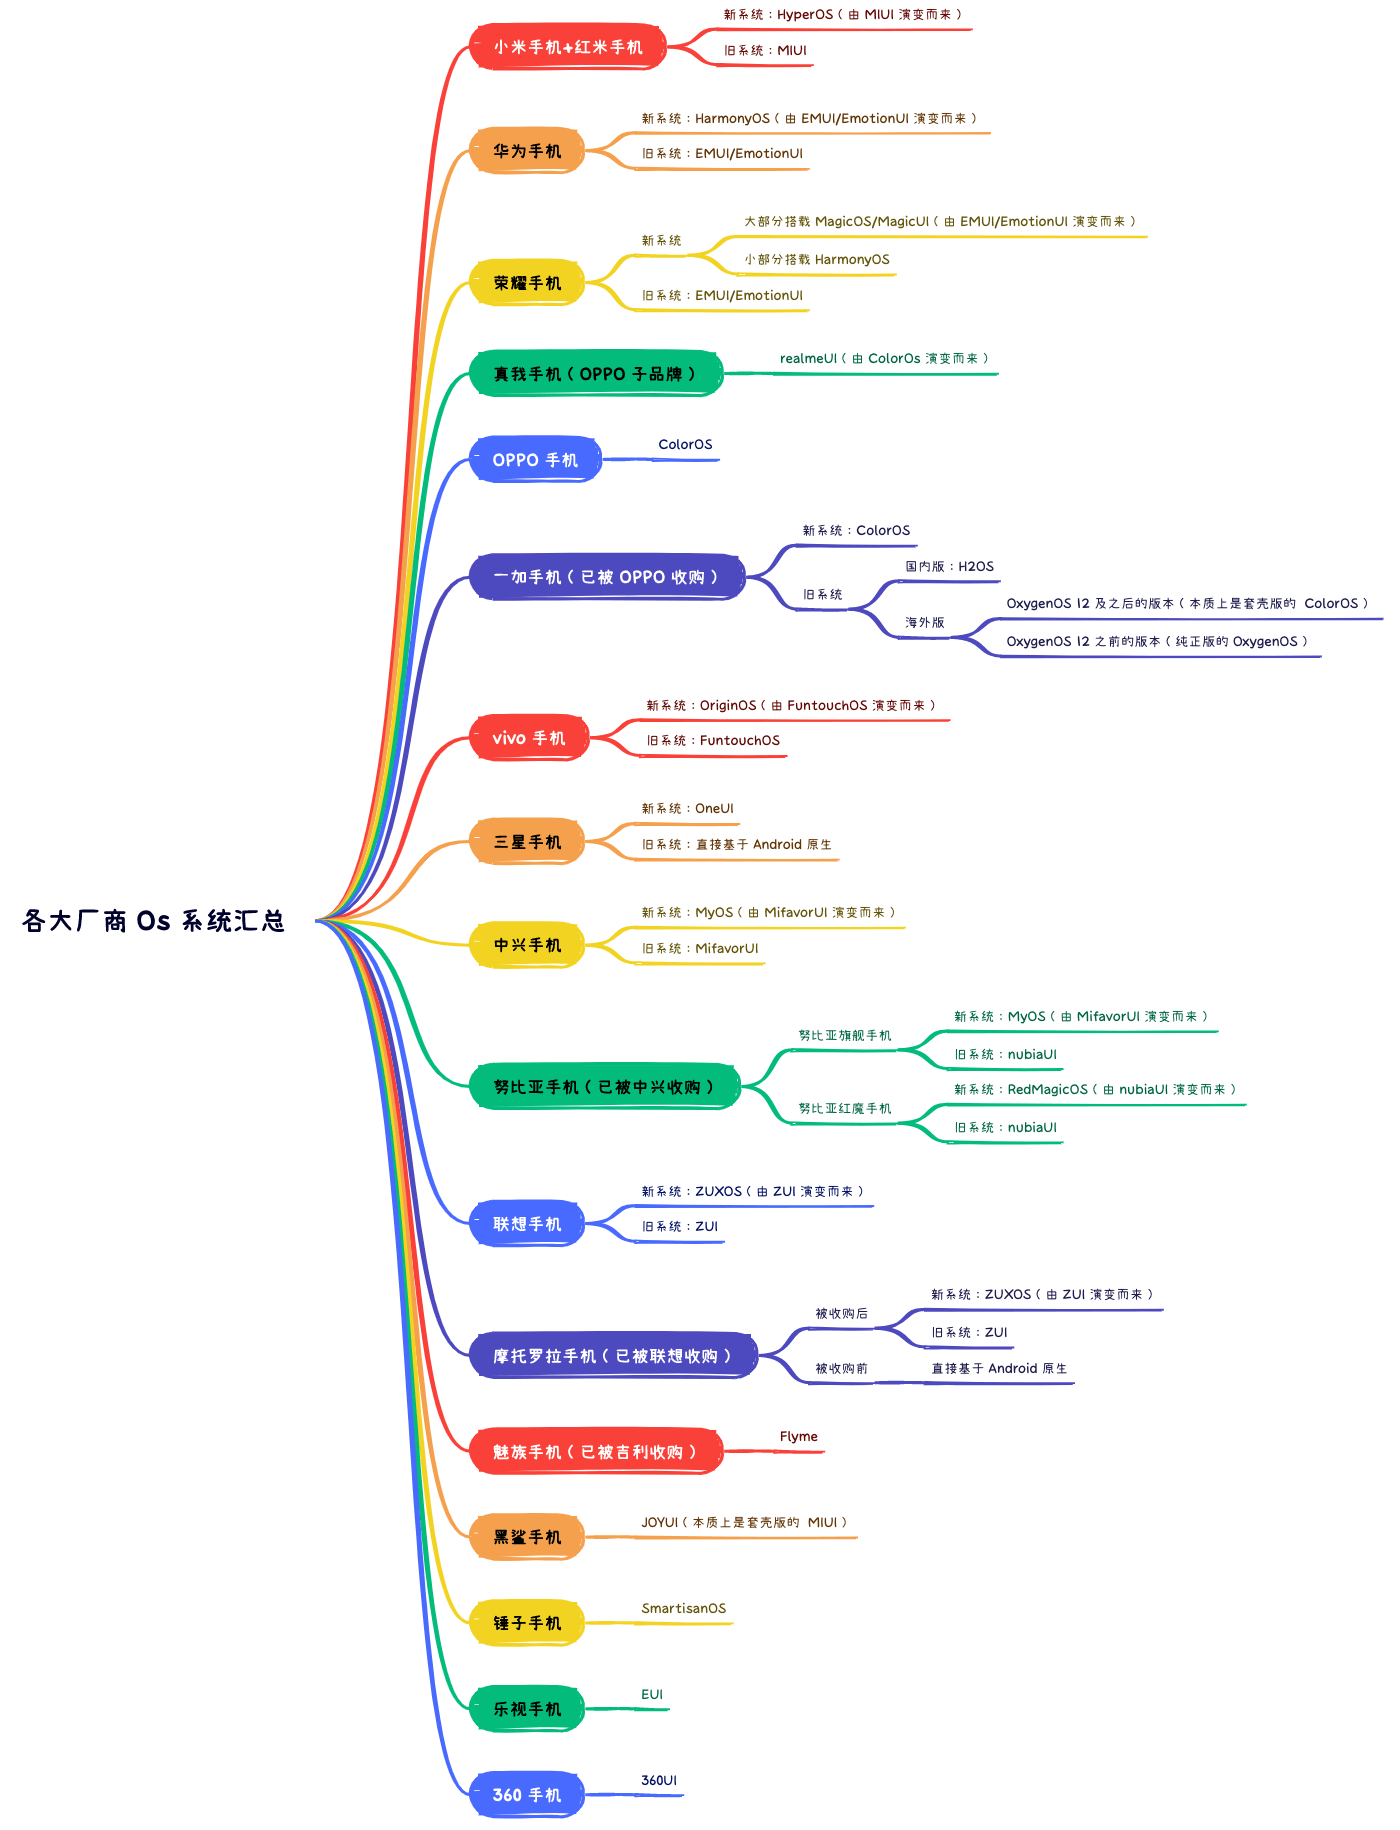 各大厂商 Os 系统汇总
小米手机+红米手机
新系统：HyperOS（由 MIUI 演变而来）
旧系统：MIUI
华为手机
新系统：HarmonyOS（由 EMUI/EmotionUI 演变而来）
旧系统：EMUI/EmotionUI
荣耀手机
新系统
大部分搭载 MagicOS/MagicUI（由 EMUI/EmotionUI 演变而来）
小部分搭载 HarmonyOS
旧系统：EMUI/EmotionUI
真我手机（OPPO 子品牌）
realmeUI（由 ColorOs 演变而来）
OPPO 手机
ColorOS
一加手机（已被 OPPO 收购）
新系统：ColorOS
旧系统
国内版：H2OS
海外版
OxygenOS 12 及之后的版本（本质上是套壳版的 ColorOS）
OxygenOS 12 之前的版本（纯正版的 OxygenOS）
vivo 手机
新系统：OriginOS（由 FuntouchOS 演变而来）
旧系统：FuntouchOS
三星手机
新系统：OneUI
旧系统：直接基于 Android 原生
中兴手机
新系统：MyOS（由 MifavorUI 演变而来）
旧系统：MifavorUI
努比亚手机（已被中兴收购）
努比亚旗舰手机
新系统：MyOS（由 MifavorUI 演变而来）
旧系统：nubiaUI
努比亚红魔手机
新系统：RedMagicOS（由 nubiaUI 演变而来）
旧系统：nubiaUI
联想手机
新系统：ZUXOS（由 ZUI 演变而来）
旧系统：ZUI
摩托罗拉手机（已被联想收购）
被收购后
新系统：ZUXOS（由 ZUI 演变而来）
旧系统：ZUI
被收购前
直接基于 Android 原生
魅族手机（已被吉利收购）
Flyme
黑鲨手机
JOYUI（本质上是套壳版的 MIUI）
锤子手机
SmartisanOS
乐视手机
EUI
360 手机
360UI